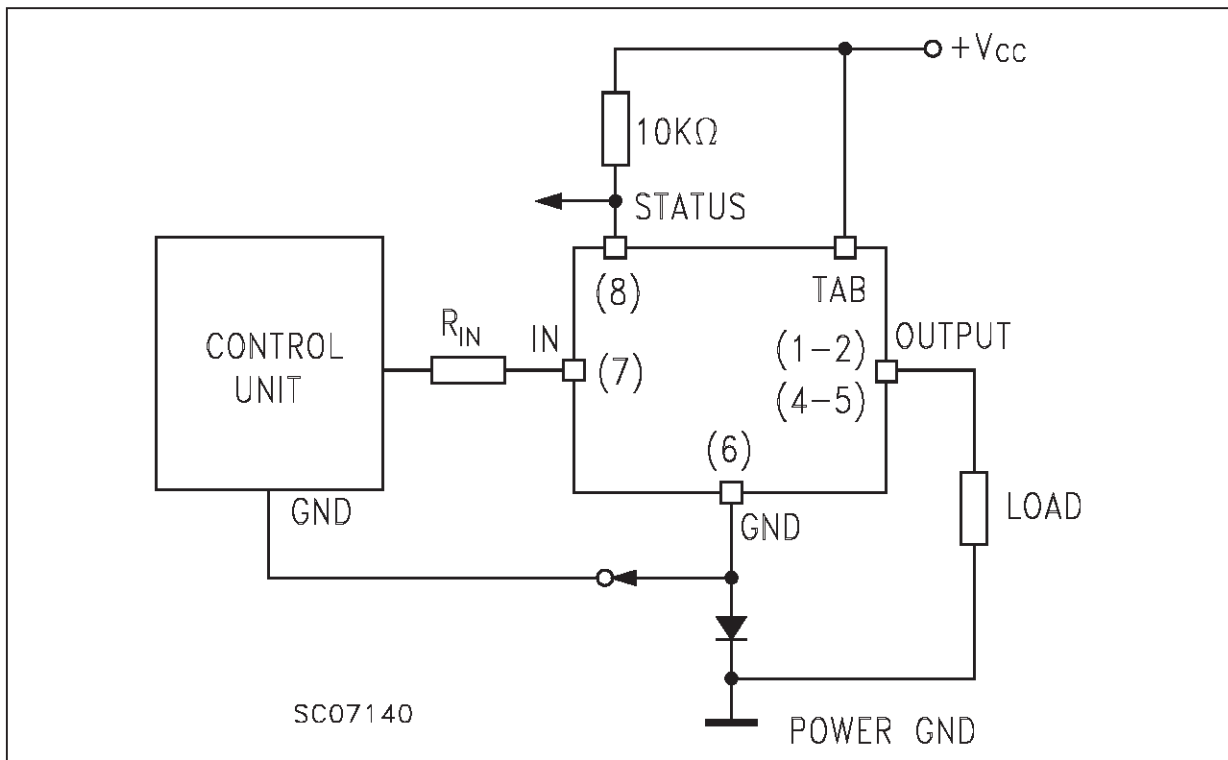 +Vcc
10KΩ
STATUS
(8)
TAB
RIN
IN
(7)
(1-2)
OUTPUT
(4-5)
CONTROL
UNIT
(6)
GND
GND
LOAD
SC07140
POWER GND